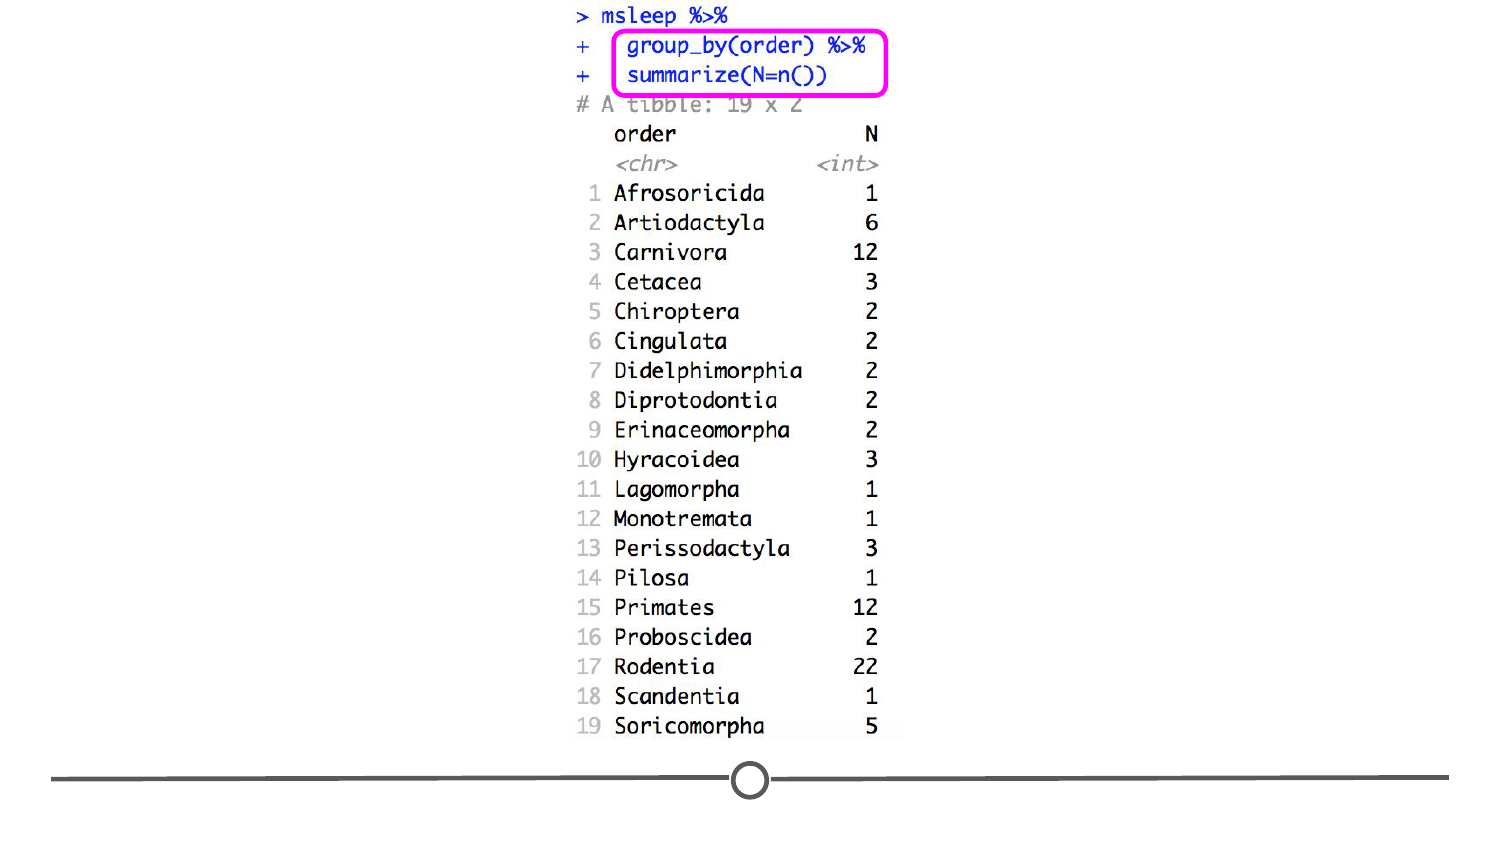 > msleep %>%
+   group_by(order) %>%
+   summarize(N=n())
# A tibble: 19 x 2
   order               N
   <chr>           <int>
 1 Afrosoricida        1
 2 Artiodactyla        6
 3 Carnivora          12
 4 Cetacea             3
 5 Chiroptera          2
 6 Cingulata           2
 7 Didelphimorphia     2
 8 Diprotodontia       2
 9 Erinaceomorpha      2
10 Hyracoidea          3
11 Lagomorpha          1
12 Monotremata         1
13 Perissodactyla      3
14 Pilosa              1
15 Primates           12
16 Proboscidea         2
17 Rodentia           22
18 Scandentia          1
19 Soricomorpha        5